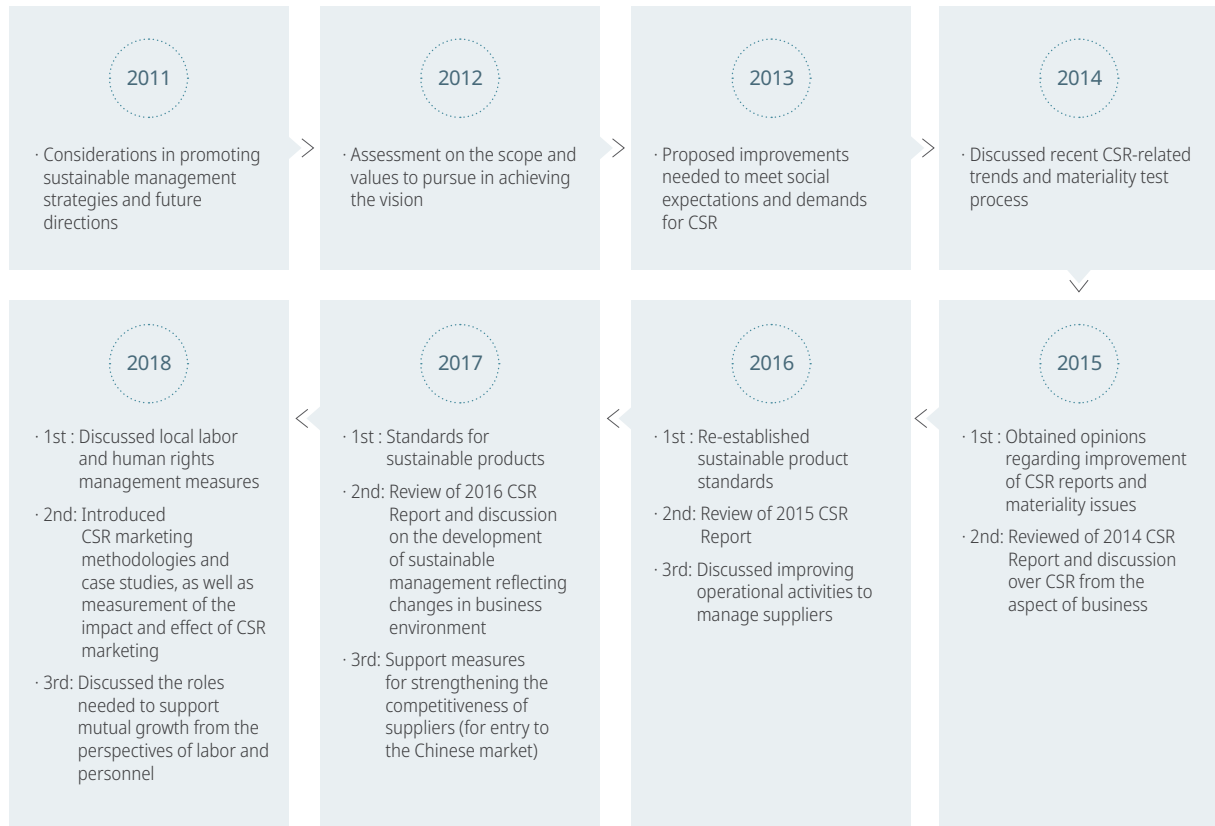 2011
· Considerations in promoting
sustainable management
strategies and future
directions
2012
· Assessment on the scope and
values to pursue in achieving
the vision
2013
· Proposed improvements
needed to meet social
expectations and demands
for CSR
2014
· Discussed recent CSR-related
trends and materiality test
process
2015
· 1st : Obtained opinions
regarding improvement
of CSR reports and
materiality issues
· 2nd: Reviewed of 2014 CSR
Report and discussion
over CSR from the
aspect of business
2016
· 1st : Re-established
sustainable product
standards
· 2nd: Review of 2015 CSR
Report
· 3rd: Discussed improving
operational activities to
manage suppliers
2017
· 1st : Standards for
sustainable products
· 2nd: Review of 2016 CSR
Report and discussion
on the development
of sustainable
management reflecting
changes in business
environment
· 3rd: Support measures
for strengthening the
competitiveness of
suppliers (for entry to
the Chinese market)
2018
· 1st : Discussed local labor
and human rights
management measures
· 2nd: Introduced
CSR marketing
methodologies and
case studies, as well as
measurement of the
impact and effect of CSR
marketing
· 3rd: Discussed the roles
needed to support
mutual growth from the
perspectives of labor and
personnel